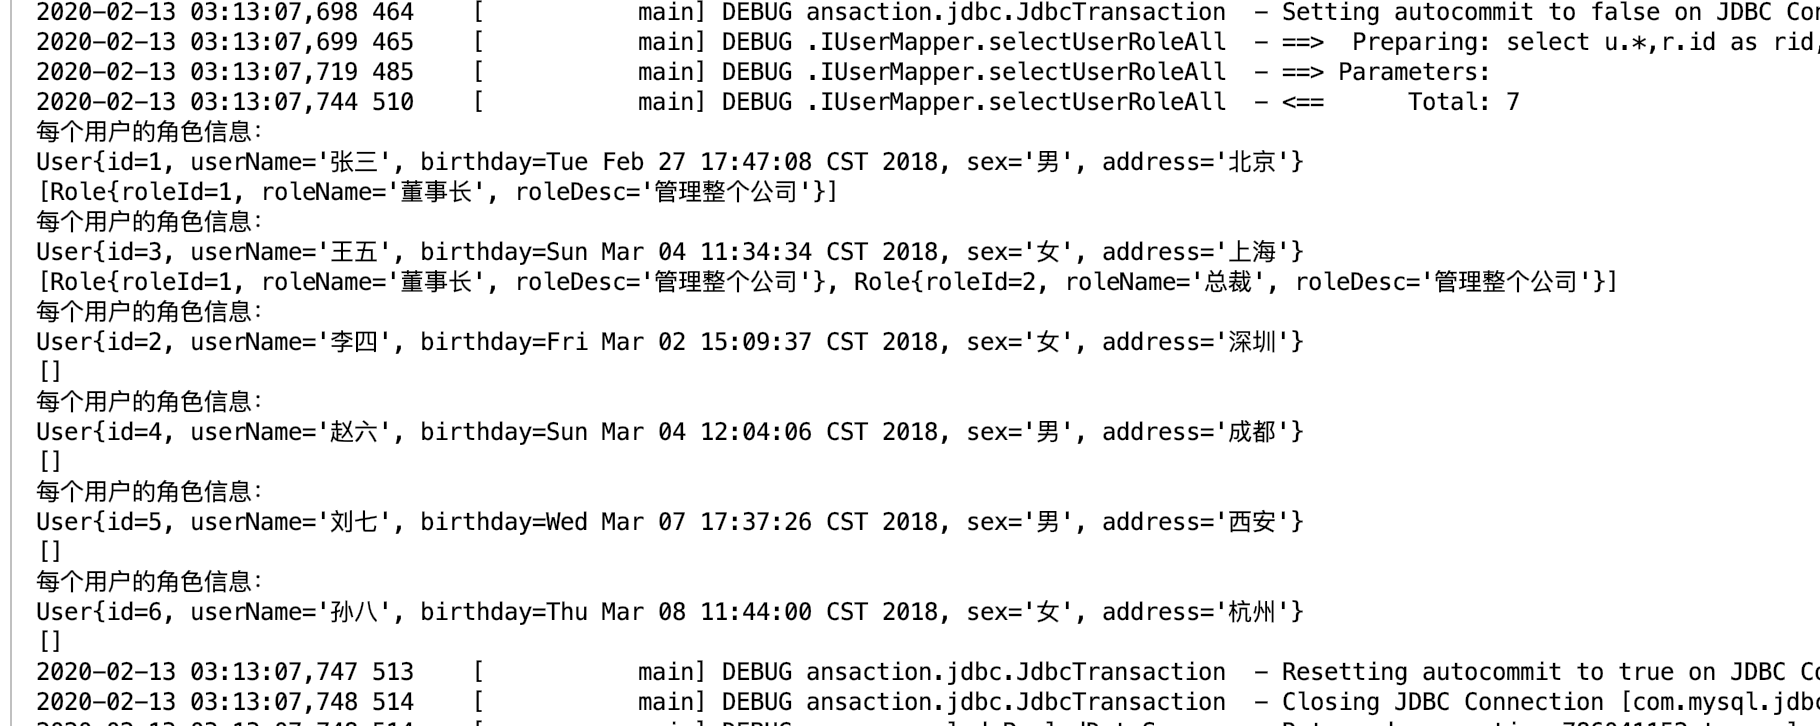 2020-02-13 03:13:07,698 464    [           main] DEBUG ansaction.jdbc.JdbcTransaction  - Setting autocommit to false on JDBC
2020-02-13 03:13:07,699 465    [           main] DEBUG .IUserMapper.selectUserRoleAll  - ==>  Preparing: select u.*,r.id as rid,
2020-02-13 03:13:07,719 485    [           main] DEBUG .IUserMapper.selectUserRoleAll  - ==> Parameters:
2020-02-13 03:13:07,744 510    [           main] DEBUG .IUserMapper.selectUserRoleAll  - <==      Total: 7
每个用户的角色信息：
User{id=1, userName='张三', birthday=Tue Feb 27 17:47:08 CST 2018, sex='男', address='北京'}
[Role{roleId=1, roleName='董事长', roleDesc='管理整个公司'}]
每个用户的角色信息：
User{id=3, userName='王五', birthday=Sun Mar 04 11:34:34 CST 2018, sex='女', address='上海'}
[Role{roleId=1, roleName='董事长', roleDesc='管理整个公司'}, Role{roleId=2, roleName='总裁', roleDesc='管理整个公司'}]
每个用户的角色信息：
User{id=2, userName='李四', birthday=Fri Mar 02 15:09:37 CST 2018, sex='女', address='深圳'}
[]
每个用户的角色信息：
User{id=4, userName='赵六', birthday=Sun Mar 04 12:04:06 CST 2018, sex='男', address='成都'}
[]
每个用户的角色信息：
User{id=5, userName='刘七', birthday=Wed Mar 07 17:37:26 CST 2018, sex='男', address='西安'}
[]
每个用户的角色信息：
User{id=6, userName='孙八', birthday=Thu Mar 08 11:44:00 CST 2018, sex='女', address='杭州'}
[]
2020-02-13 03:13:07,747 513    [           main] DEBUG ansaction.jdbc.JdbcTransaction  - Resetting autocommit to true on JDBC
2020-02-13 03:13:07,748 514    [           main] DEBUG ansaction.jdbc.JdbcTransaction  - Closing JDBC Connection [com.mysql.jdb